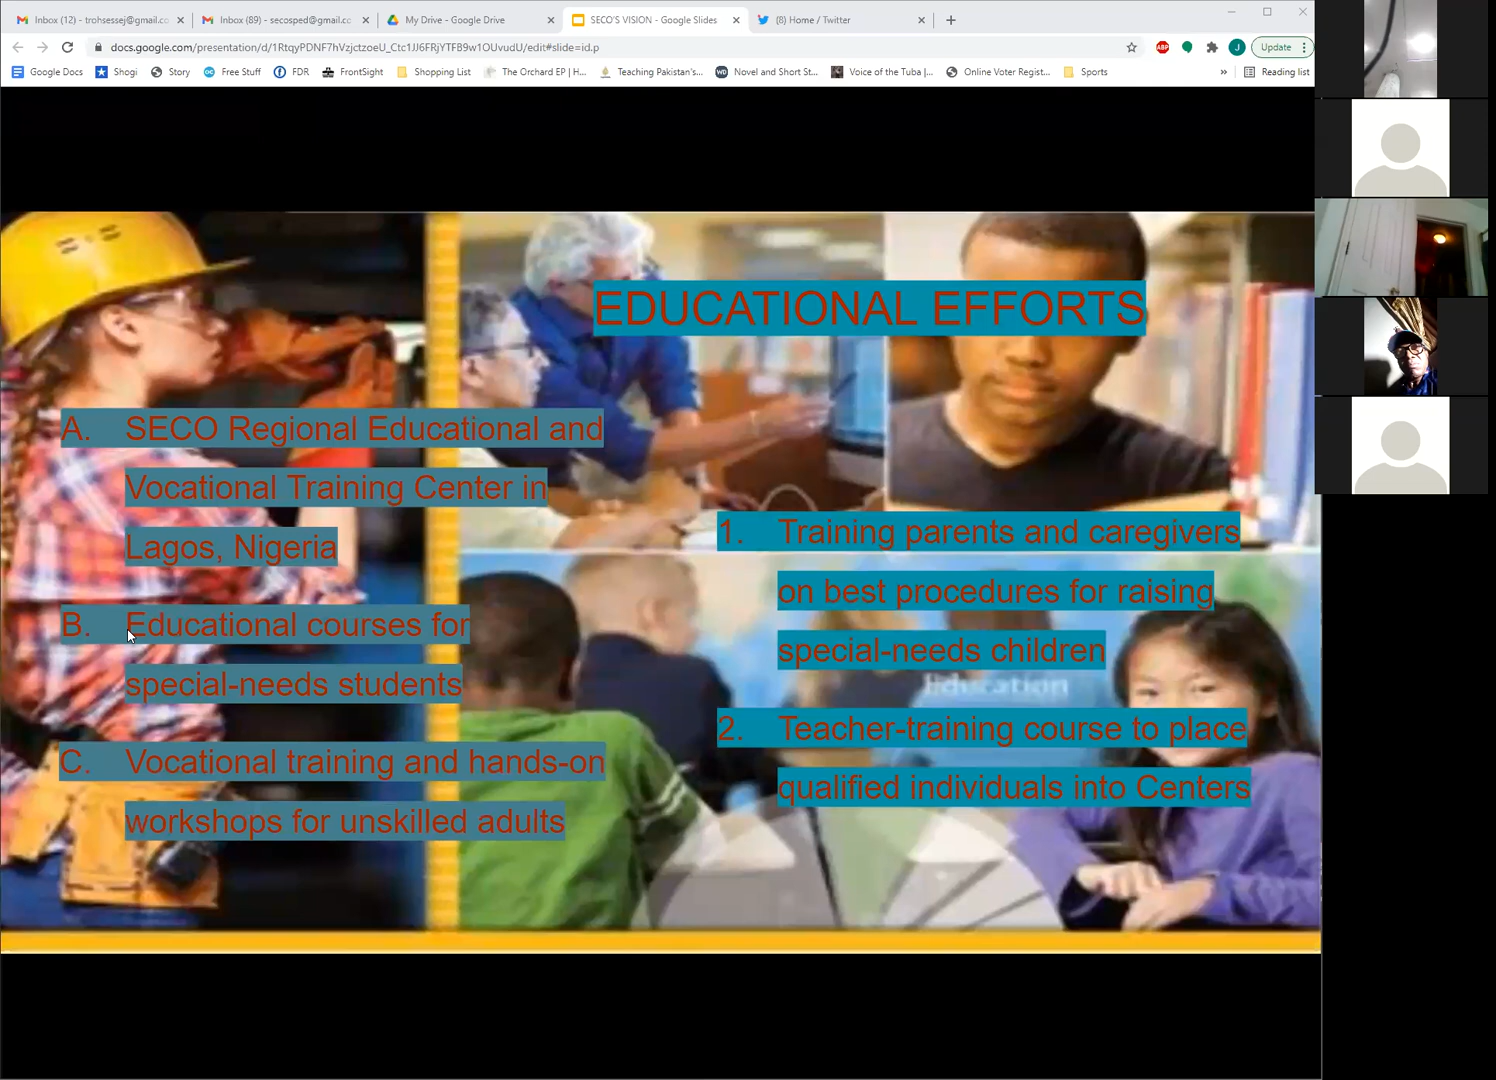 Inbox (12) - trohsessej@gmail.co
Inbox (89) - secosped@gmail.co
My Drive - Google Drive
SECO'S VISION - Google Slides
(8) Home / Twitter
docs.google.com/presentation/d/1RtqyPDNF7hVzjctzoeU_Ctc1JJ6FRjYTFB9w1OUvudU/edit#slide=id.p
ABP
J
Update
Google Docs
Shogi
Story
Free Stuff
FDR
FrontSight
Shopping List
The Orchard EP | H...
Teaching Pakistan's...
Novel and Short St...
Voice of the Tuba |...
Online Voter Regist...
Sports
»
Reading list
EDUCATIONAL EFFORTS
A. SECO Regional Educational and
Vocational Training Center in
Lagos, Nigeria
B. Educational courses for
special-needs students
C. Vocational training and hands-on
workshops for unskilled adults
1. Training parents and caregivers
on best procedures for raising
special-needs children
Education
2. Teacher-training course to place
qualified individuals into Centers